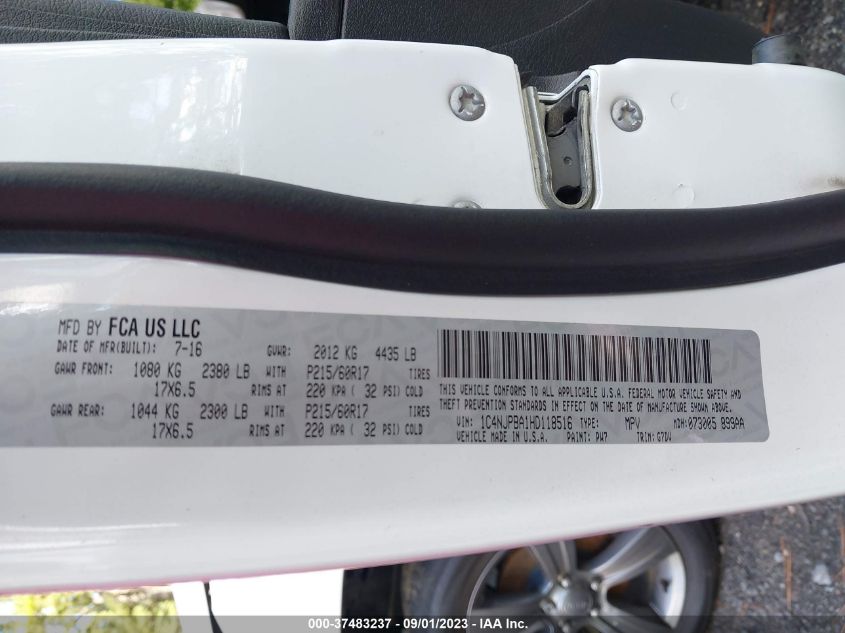 MFD BY FCA US LLC
DATE OF MFR(BUILT): 7-16 GVWR: 2012 KG 4435 LB
GAWR FRONT: 1080 KG 2380 LB WITH P215/60R17 TIRES
17X6.5 RIMS AT 220 KPA ( 32 PSI) COLD
GAWR REAR: 1044 KG 2300 LB WITH P215/60R17 TIRES
17X6.5 RIMS AT 220 KPA ( 32 PSI) COLD
THIS VEHICLE CONFORMS TO ALL APPLICABLE U.S.A. FEDERAL MOTOR VEHICLE SAFETY AND
THEFT PREVENTION STANDARDS IN EFFECT ON THE DATE OF MANUFACTURE SHOWN ABOVE.
VIN: 1C4NJPBA1HD118516 TYPE: MPV MDH: 073005 899AA
VEHICLE MADE IN U.S.A. PAINT: PW7 TRIM: G7DV
000-37483237 - 09/01/2023 - IAA Inc.